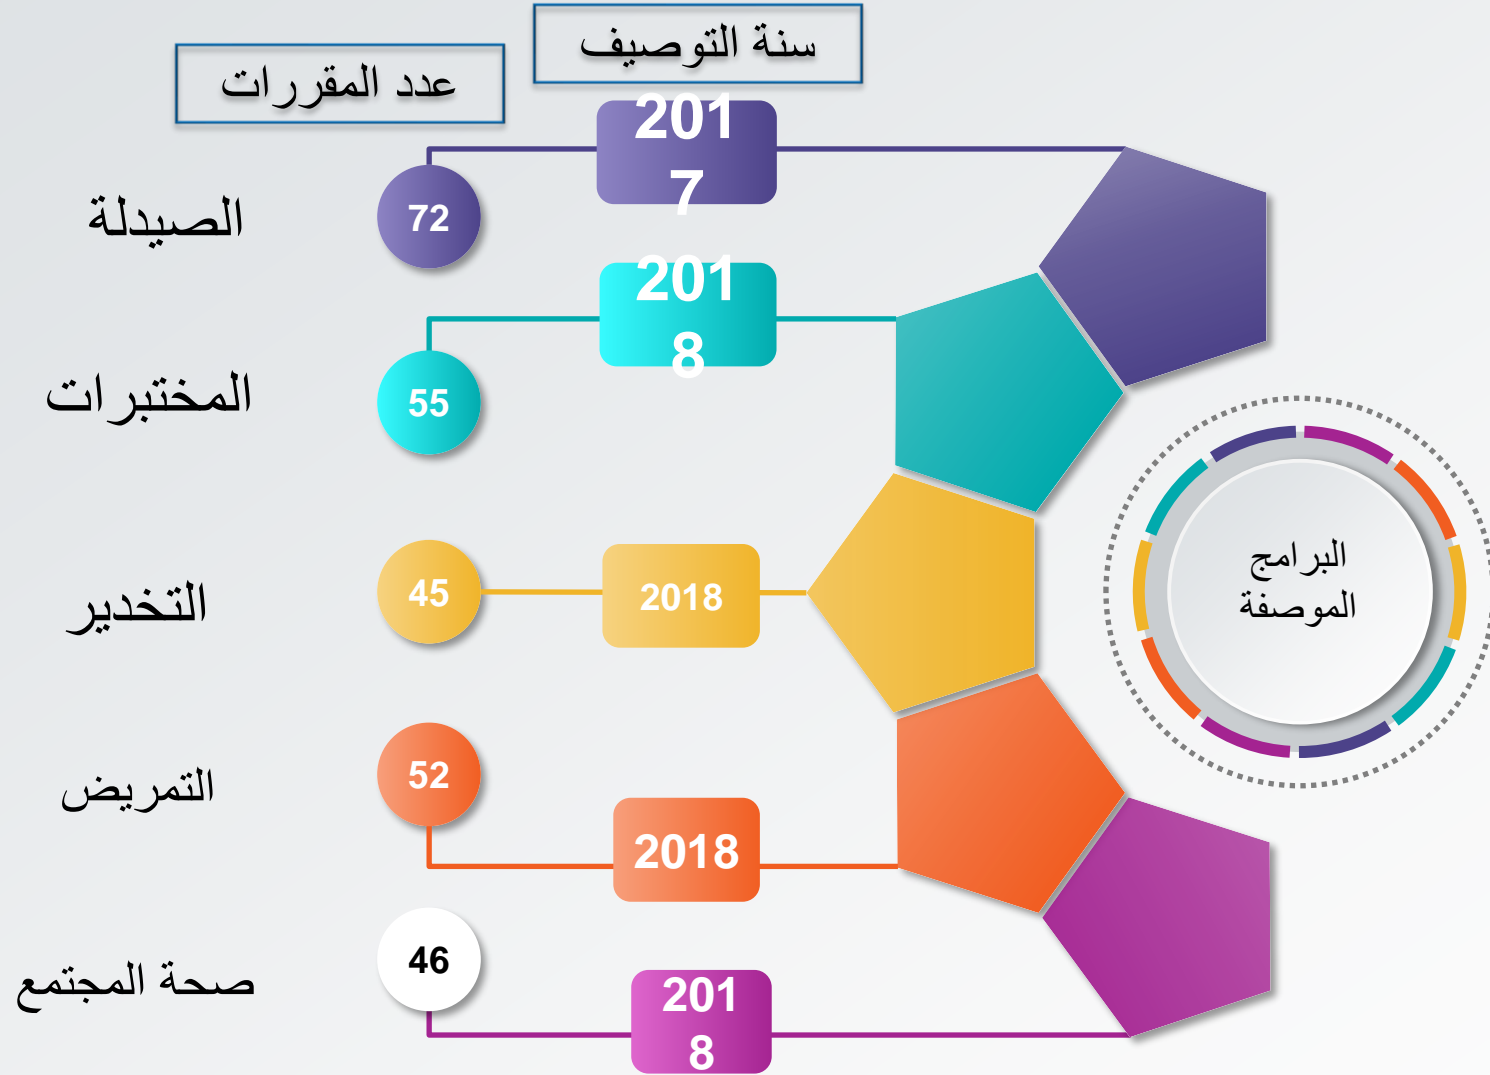 سنة التوصيف
عدد المقررات
201
7
72
الصيدلة
201
8
55
المختبرات
2018
45
التخدير
البرامج
الموصفة
52
التمريض
2018
46
صحة المجتمع
201
8